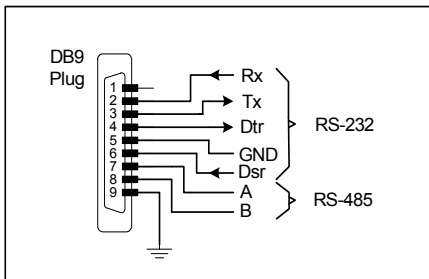 DB9
Plug
1
2
3
4
5
6
7
8
9
Rx
Tx
Dtr
GND
Dsr
A
B
RS-232
RS-485